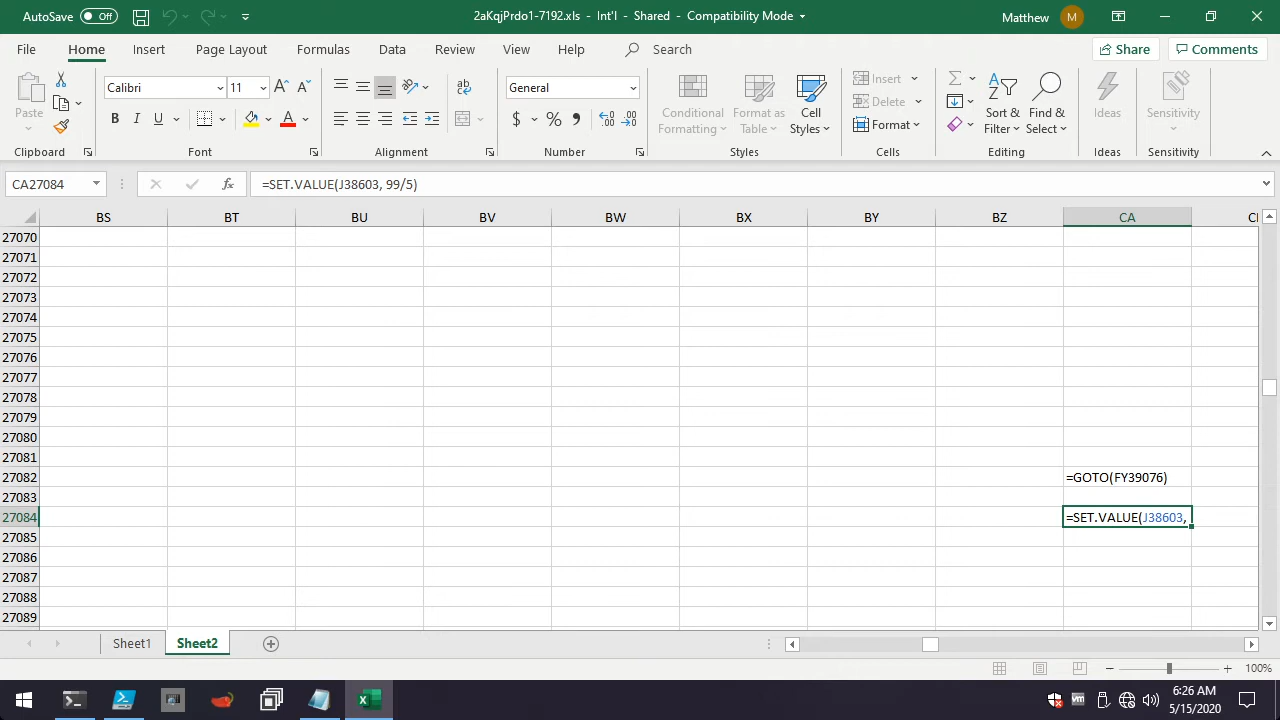 AutoSave Off 2aKqjPrdo1-7192.xls - Int'l - Shared - Compatibility Mode Matthew M
File Home Insert Page Layout Formulas Data Review View Help Search Share Comments
Paste Calibri 11 General Conditional Formatting Format as Table Cell Styles Insert Delete Format Sort & Filter Find & Select Ideas Sensitivity
Clipboard Font Alignment Number Styles Cells Editing Ideas Sensitivity
CA27084 fx =SET.VALUE(J38603, 99/5)
BS BT BU BV BW BX BY BZ CA
27070
27071
27072
27073
27074
27075
27076
27077
27078
27079
27080
27081
27082 =GOTO(FY39076)
27083
27084 =SET.VALUE(J38603,
27085
27086
27087
27088
27089
Sheet1 Sheet2
100%
6:26 AM
5/15/2020